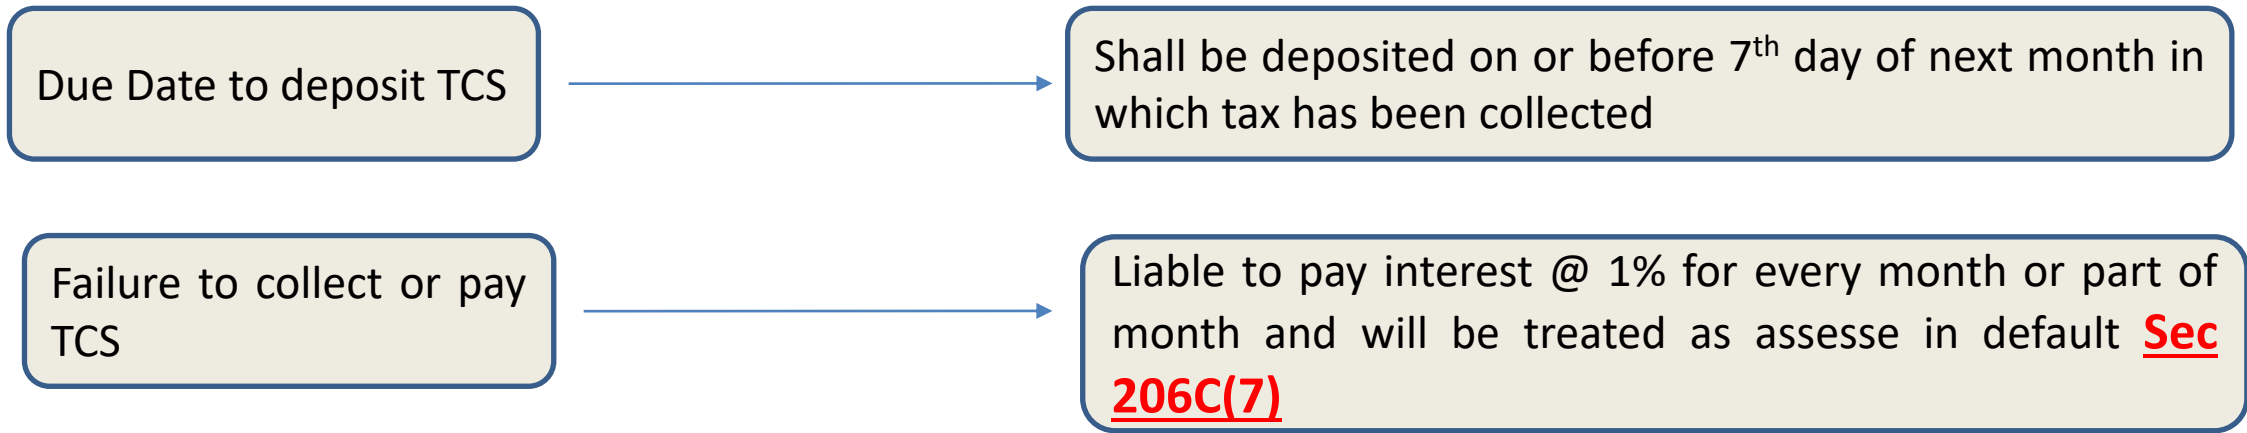 Due Date to deposit TCS
Shall be deposited on or before 7th day of next month in
which tax has been collected
Failure to collect or pay
TCS
Liable to pay interest @ 1% for every month or part of
month and will be treated as assesse in default Sec
206C(7)